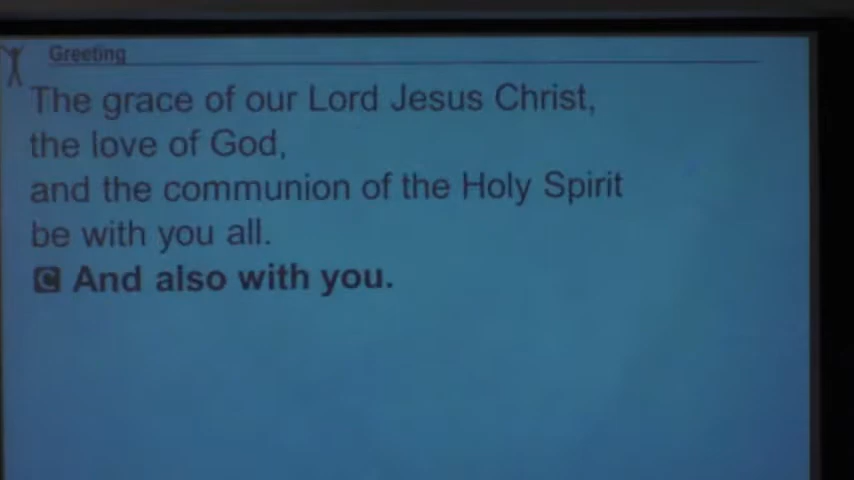 Greeting
The grace of our Lord Jesus Christ,
the love of God,
and the communion of the Holy Spirit
be with you all.
C And also with you.